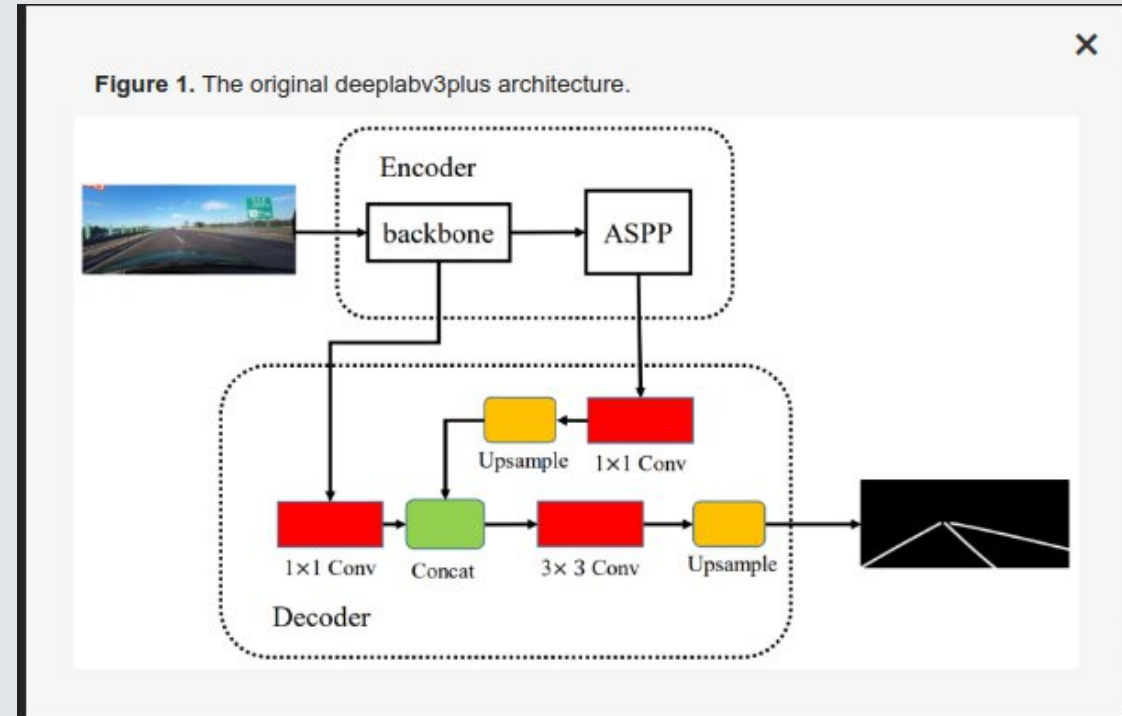 Figure 1. The original deeplabv3plus architecture.
Encoder
backbone
ASPP
Upsample
1×1 Conv
1×1 Conv
Concat
3× 3 Conv
Upsample
Decoder